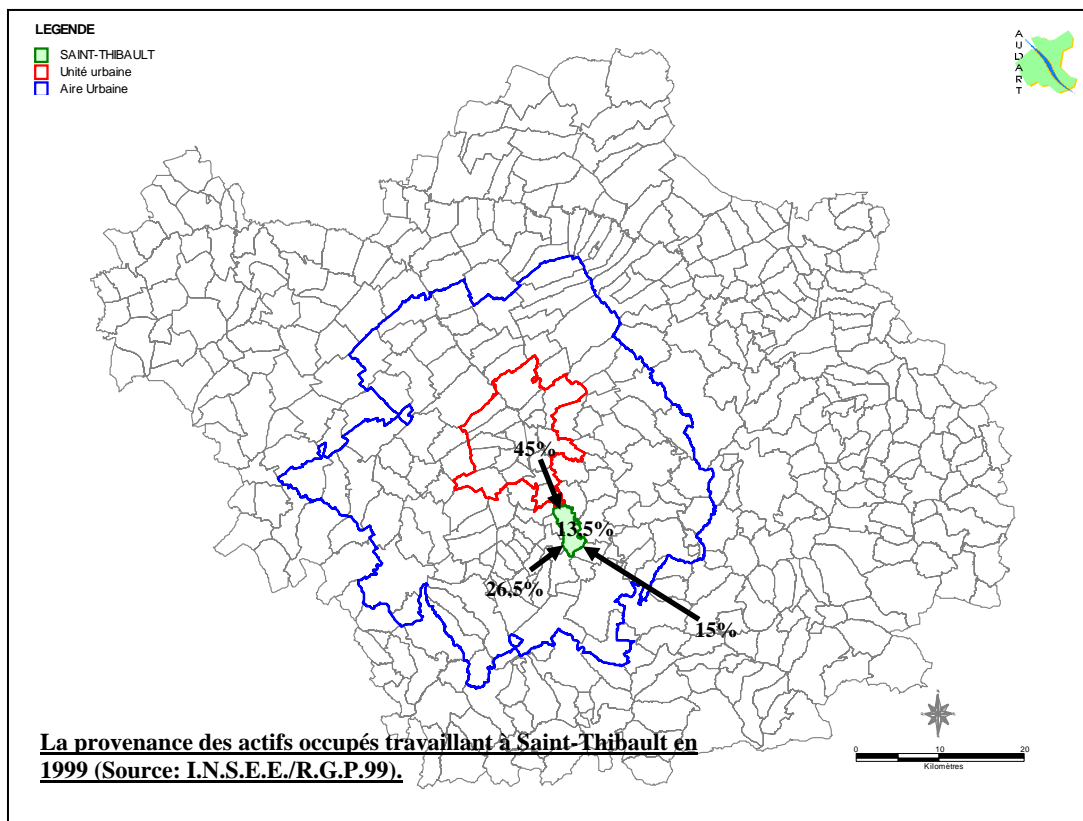 LEGENDE
SAINT-THIBAULT
Unité urbaine
Aire Urbaine
AUDART
45%
13.5%
26.5%
15%
La provenance des actifs occupés travaillant à Saint-Thibault en
1999 (Source: I.N.S.E.E./R.G.P.99).
0 10 20
Kilomètres